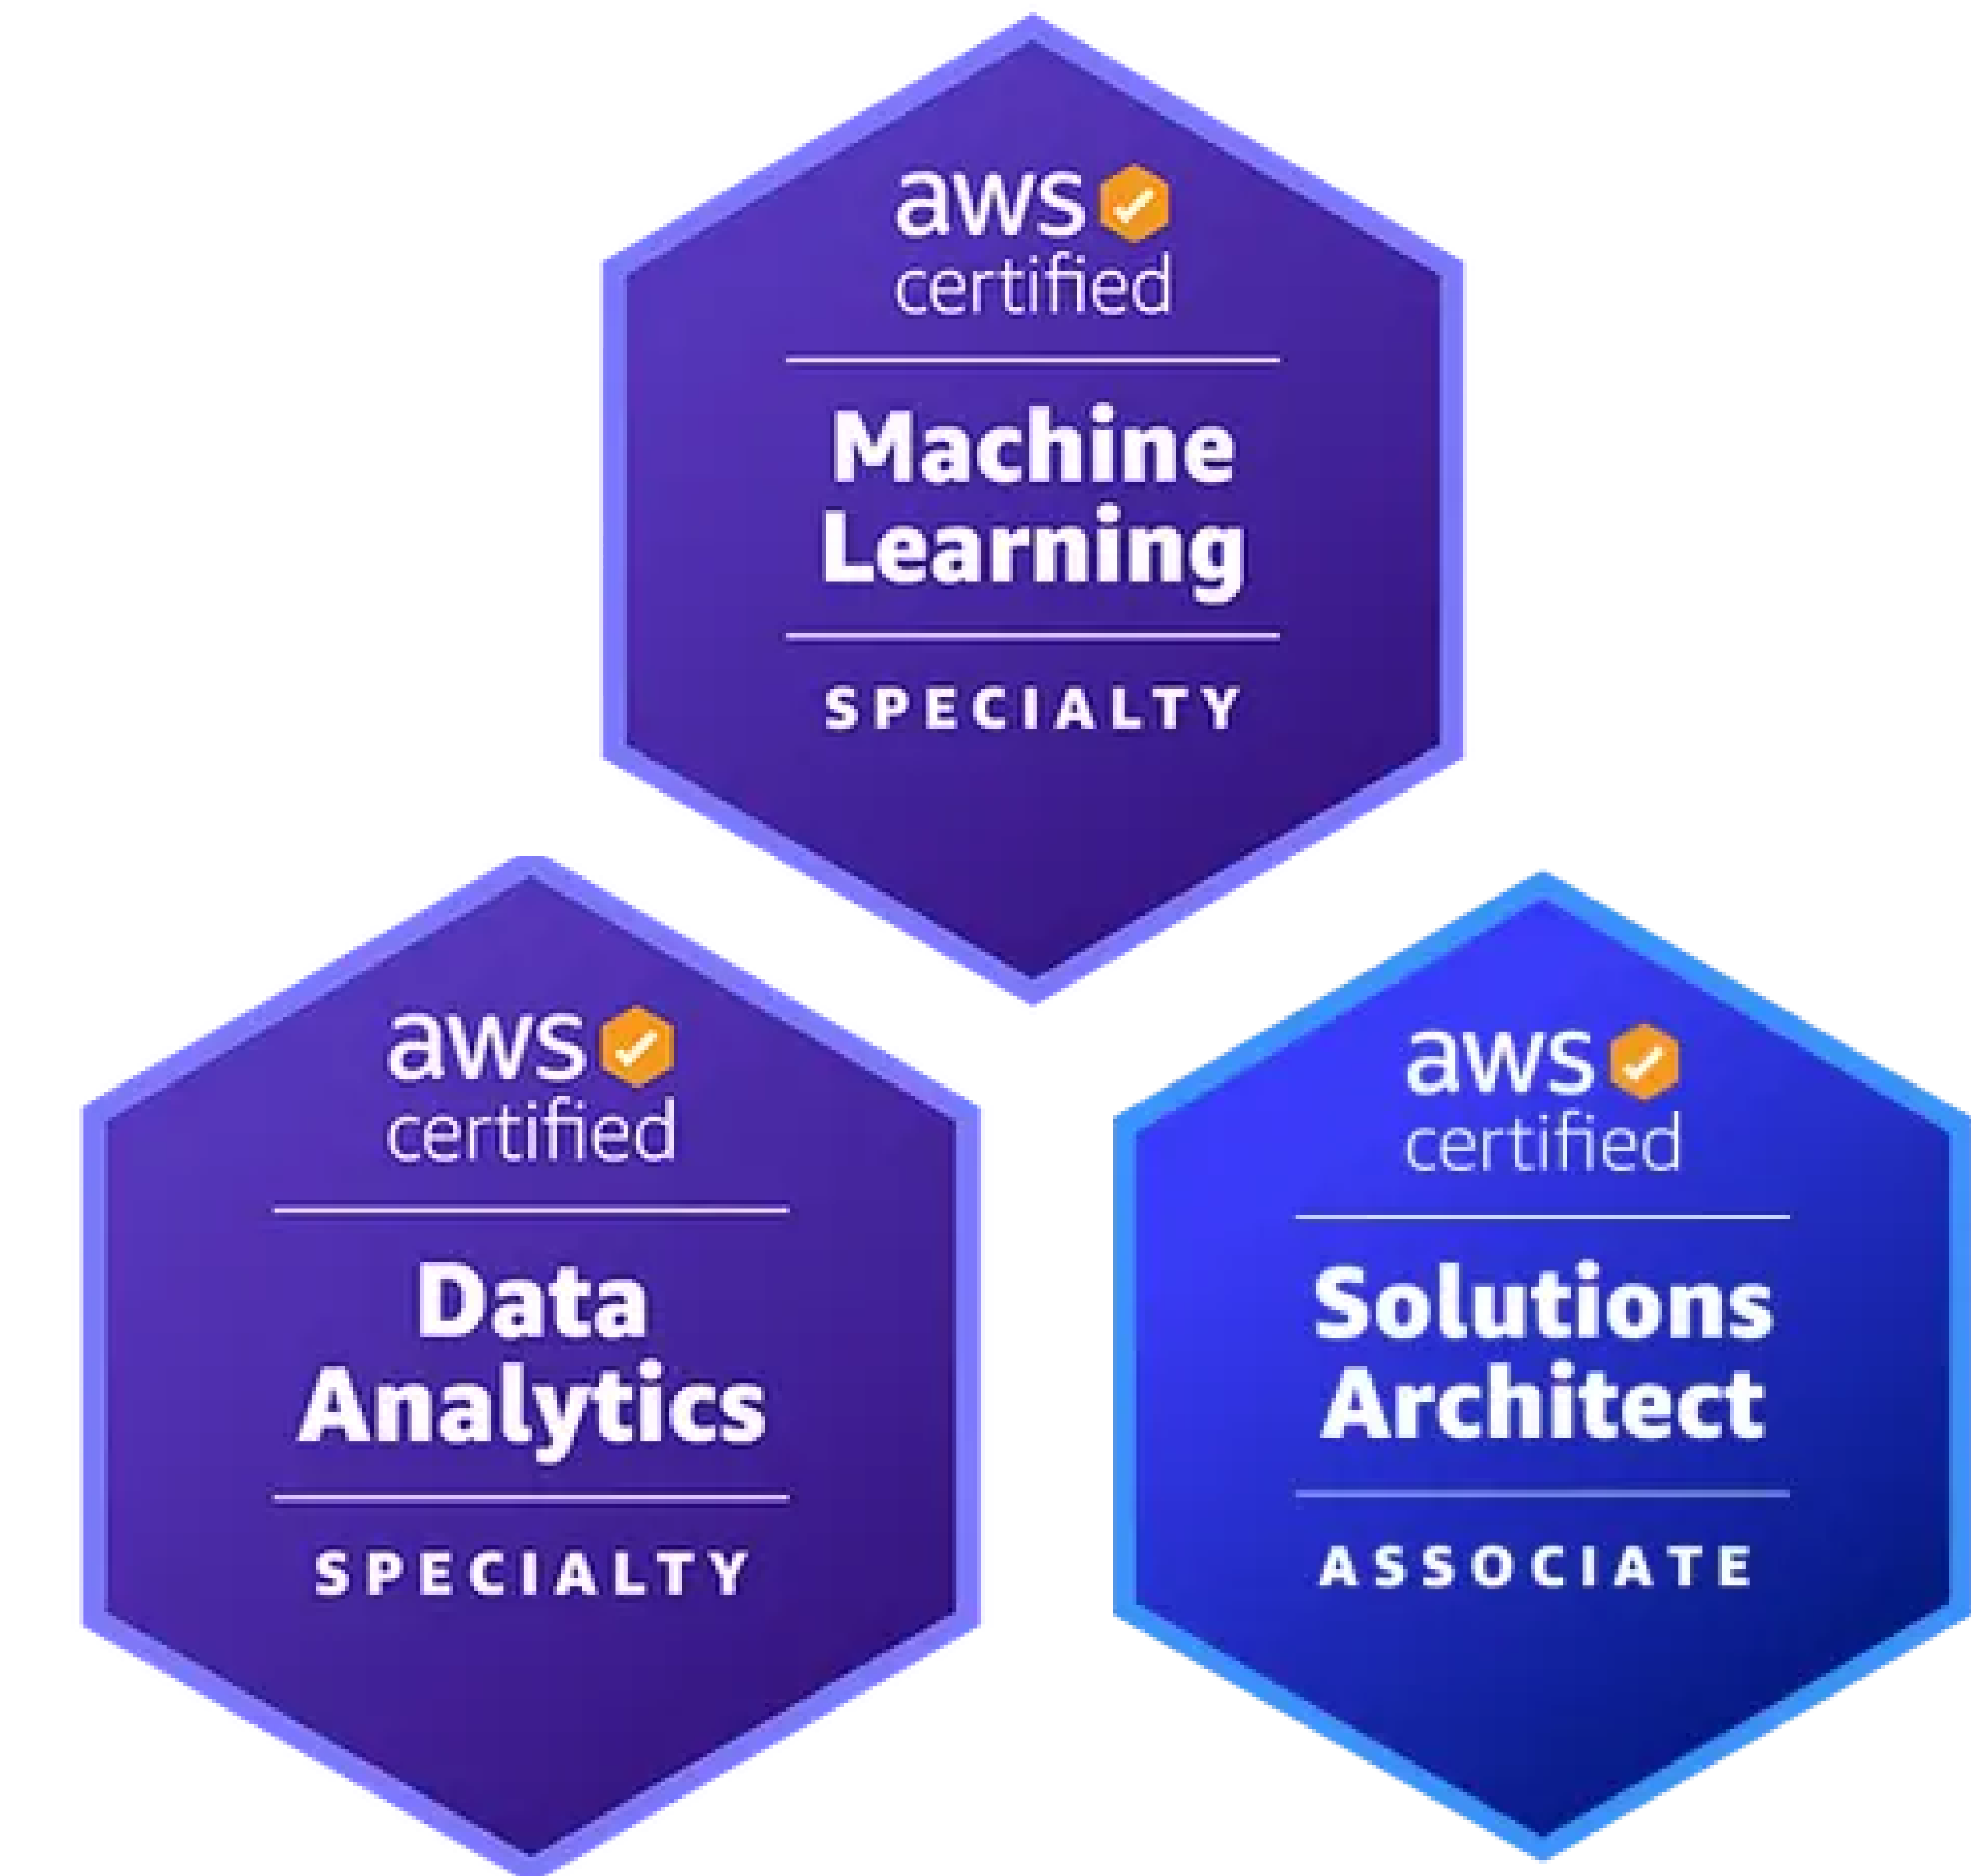 aws
certified
Machine
Learning
SPECIALTY
aws
certified
Data
Analytics
SPECIALTY
aws
certified
Solutions
Architect
ASSOCIATE